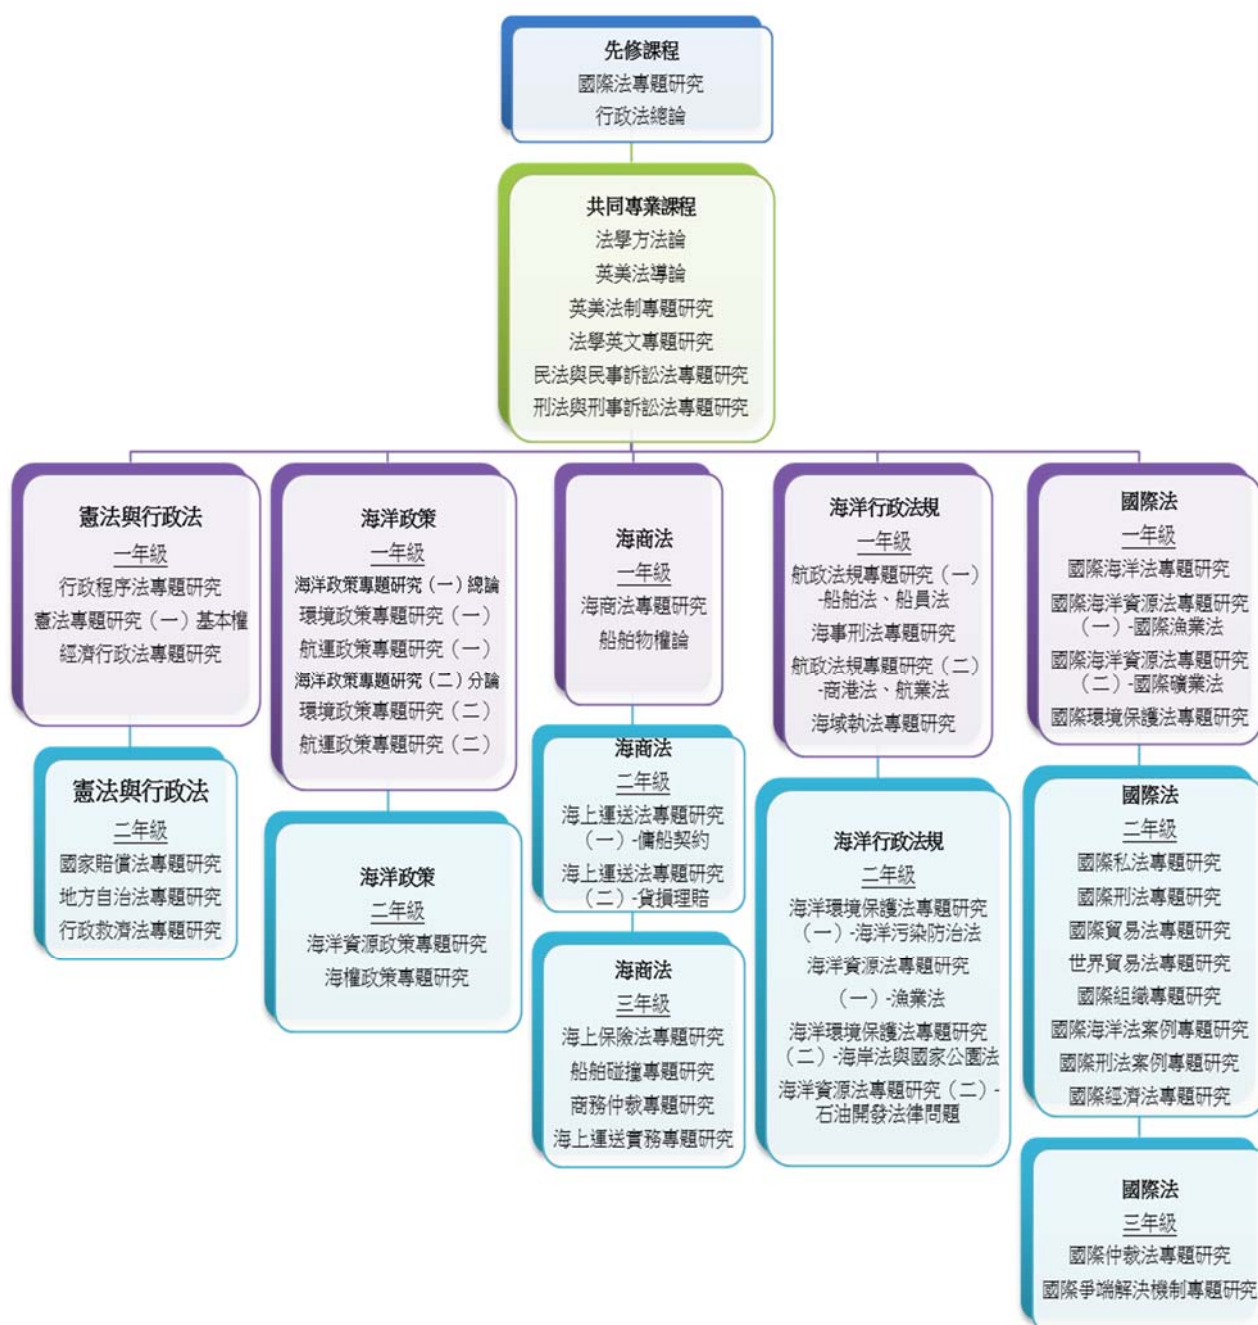 先修課程
國際法專題研究
行政法總論
共同專業課程
法學方法論
英美法導論
英美法制專題研究
法學英文專題研究
民法與民事訴訟法專題研究
刑法與刑事訴訟法專題研究
憲法與行政法
一年級
行政程序法專題研究
憲法專題研究（一）基本權
經濟行政法專題研究
憲法與行政法
二年級
國家賠償法專題研究
地方自治法專題研究
行政救濟法專題研究
海洋政策
一年級
海洋政策專題研究（一）總論
環境政策專題研究（一）
航運政策專題研究（一）
海洋政策專題研究（二）分論
環境政策專題研究（二）
航運政策專題研究（二）
海洋政策
二年級
海洋資源政策專題研究
海權政策專題研究
海商法
一年級
海商法專題研究
船舶物權論
海商法
二年級
海上運送法專題研究
（一）-傭船契約
海上運送法專題研究
（二）-貨損理賠
海商法
三年級
海上保險法專題研究
船舶碰撞專題研究
商務仲裁專題研究
海上運送實務專題研究
海洋行政法規
一年級
航政法規專題研究（一）
-船舶法、船員法
海事刑法專題研究
航政法規專題研究（二）
-商港法、航業法
海域執法專題研究
海洋行政法規
二年級
海洋環境保護法專題研究
（一）-海洋污染防治法
海洋資源法專題研究
（一）-漁業法
海洋環境保護法專題研究
（二）-海岸法與國家公園法
海洋資源法專題研究（二）-
石油開發法律問題
國際法
一年級
國際海洋法專題研究
國際海洋資源法專題研究
（一）-國際漁業法
國際海洋資源法專題研究
（二）-國際礦業法
國際環境保護法專題研究
國際法
二年級
國際私法專題研究
國際刑法專題研究
國際貿易法專題研究
世界貿易法專題研究
國際組織專題研究
國際海洋法案例專題研究
國際刑法案例專題研究
國際經濟法專題研究
國際法
三年級
國際仲裁法專題研究
國際爭端解決機制專題研究